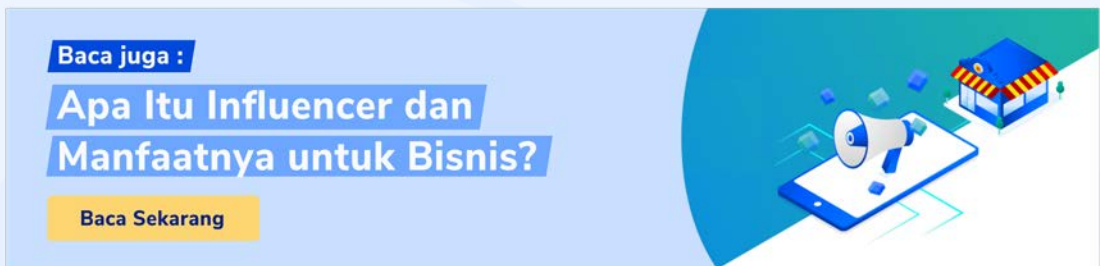 Baca juga :
Apa Itu Influencer dan
Manfaatnya untuk Bisnis?
Baca Sekarang